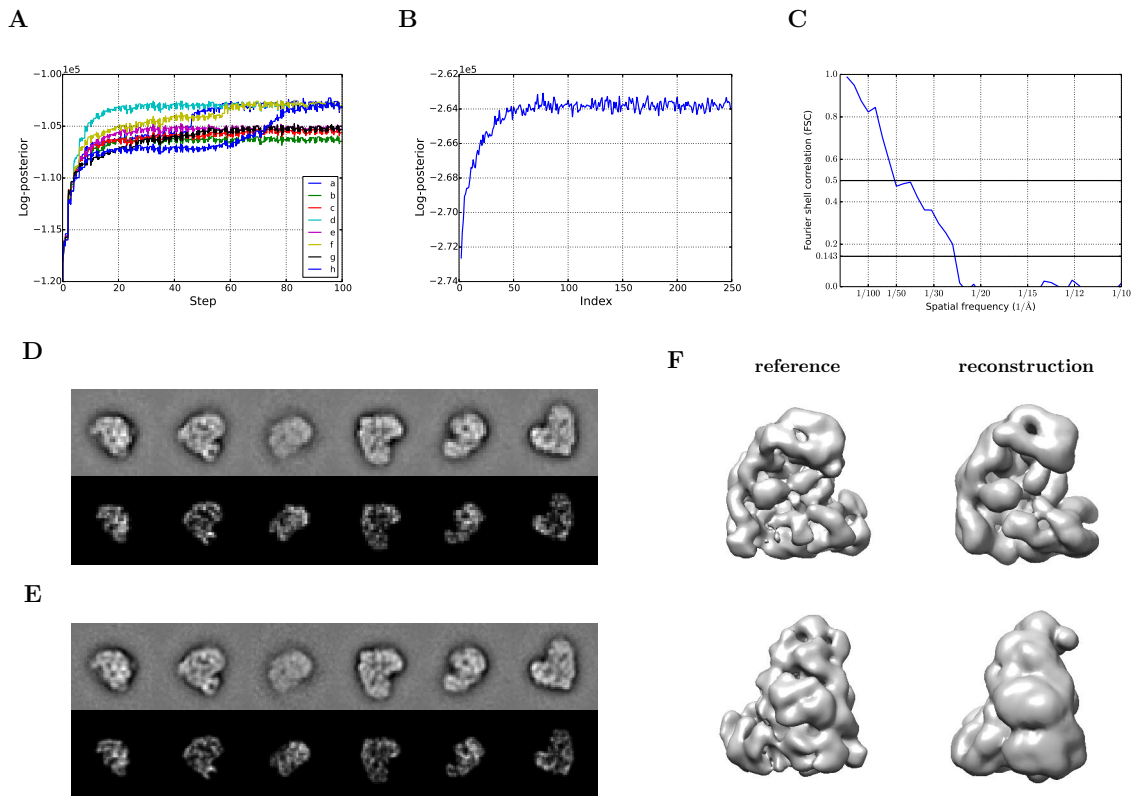 A
1e5
−1.00
−1.05
−1.10
−1.15
−1.20
0
20
40
60
80
100
Log-posterior
Step
a
b
c
d
e
f
g
h
B
1e5
−2.62
−2.64
−2.66
−2.68
−2.70
−2.72
−2.74
0
50
100
150
200
250
Log-posterior
Index
C
1.0
0.8
0.6
0.5
0.4
0.2
0.143
0.0
1/100
1/50
1/30
1/20
1/15
1/12
1/10
Fourier shell correlation (FSC)
Spatial frequency (1/Å)
D
E
F
reference
reconstruction